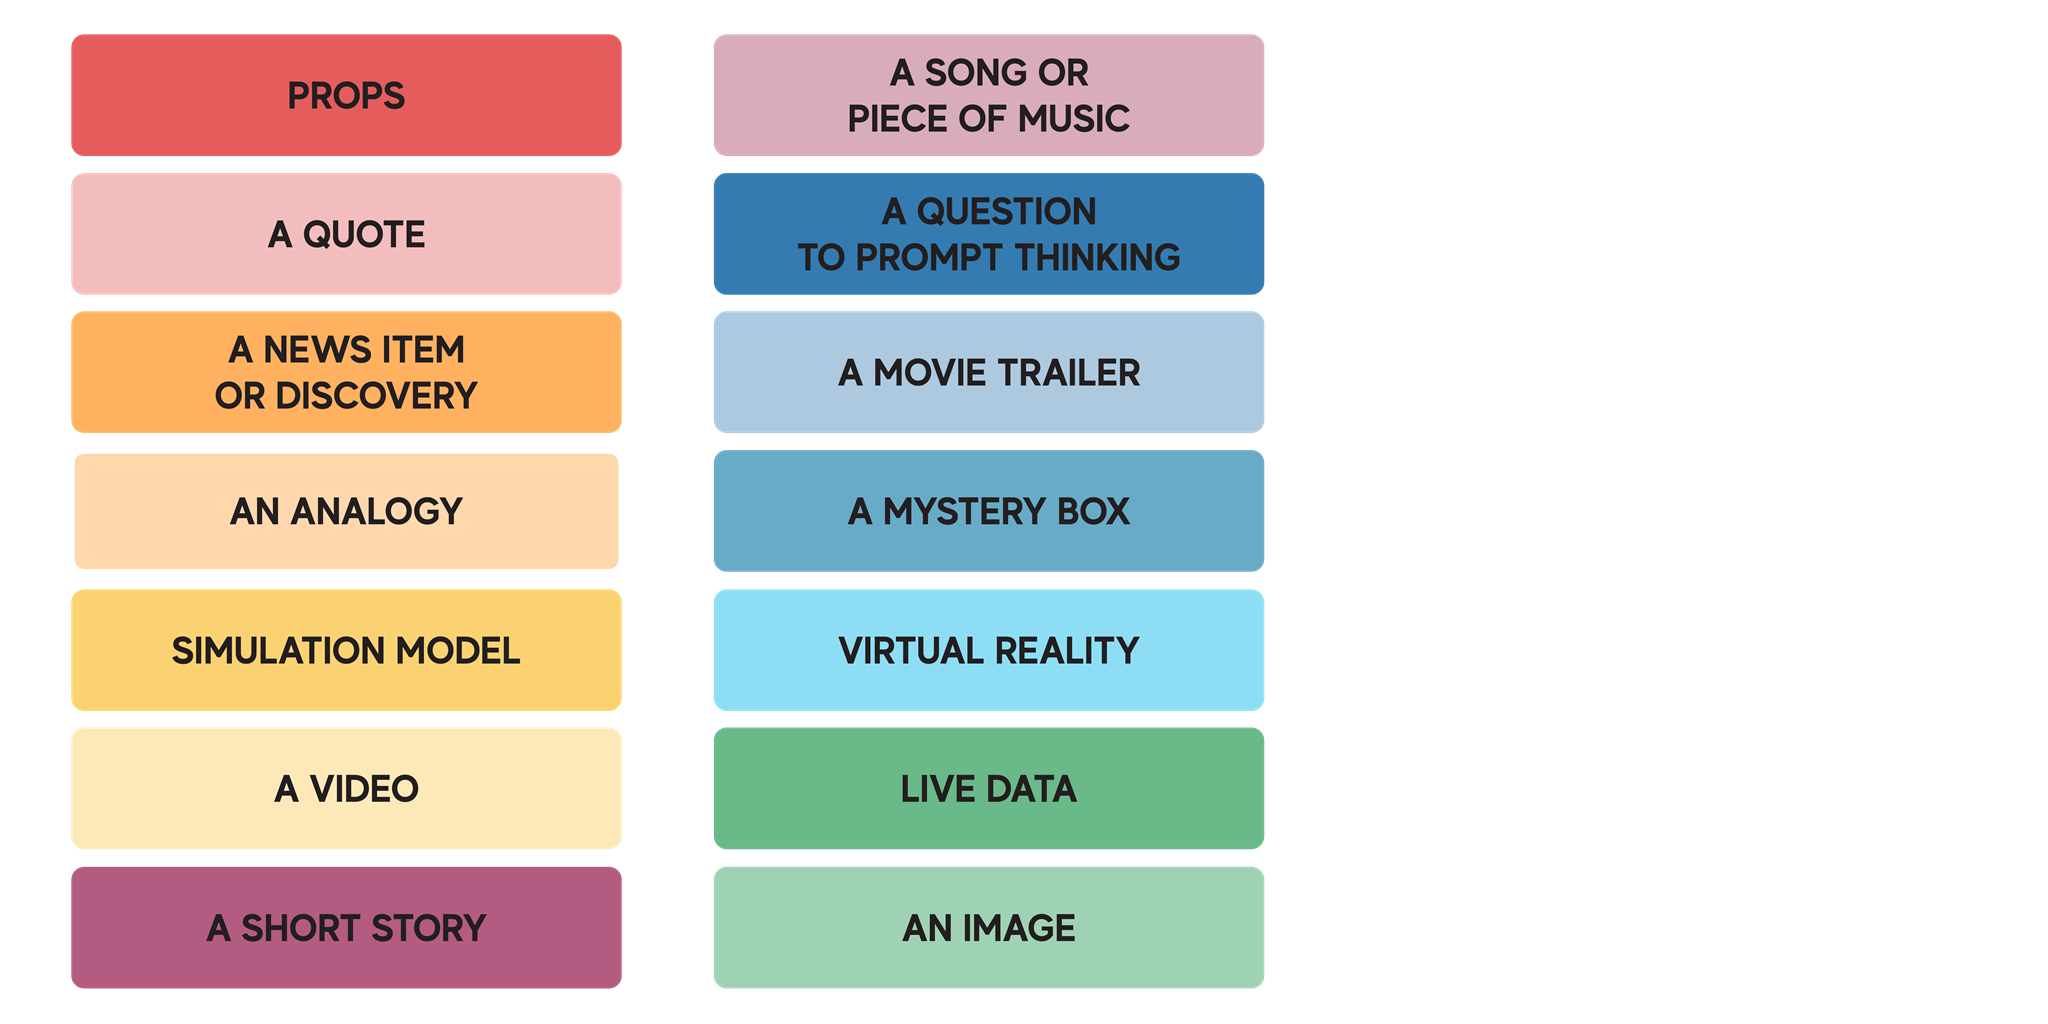 PROPS
A QUOTE
A NEWS ITEM
OR DISCOVERY
AN ANALOGY
SIMULATION MODEL
A VIDEO
A SHORT STORY
A SONG OR
PIECE OF MUSIC
A QUESTION
TO PROMPT THINKING
A MOVIE TRAILER
A MYSTERY BOX
VIRTUAL REALITY
LIVE DATA
AN IMAGE